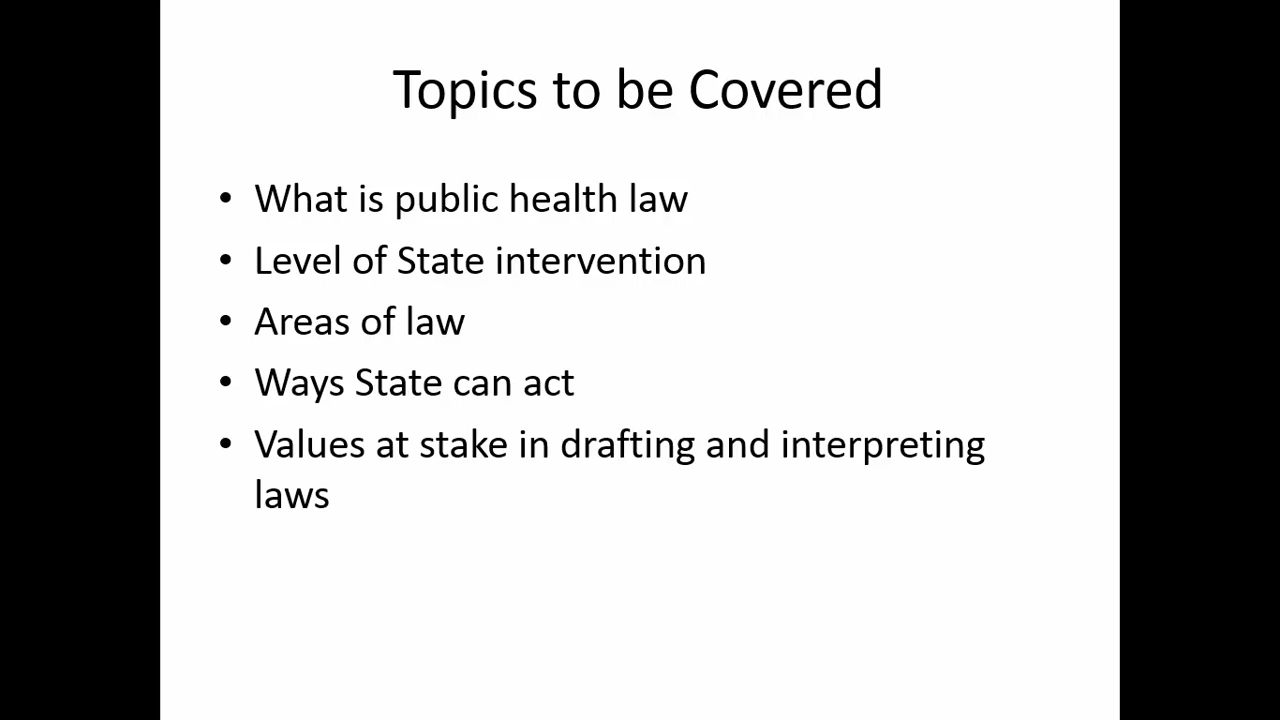 Topics to be Covered
• What is public health law
• Level of State intervention
• Areas of law
• Ways State can act
• Values at stake in drafting and interpreting
laws